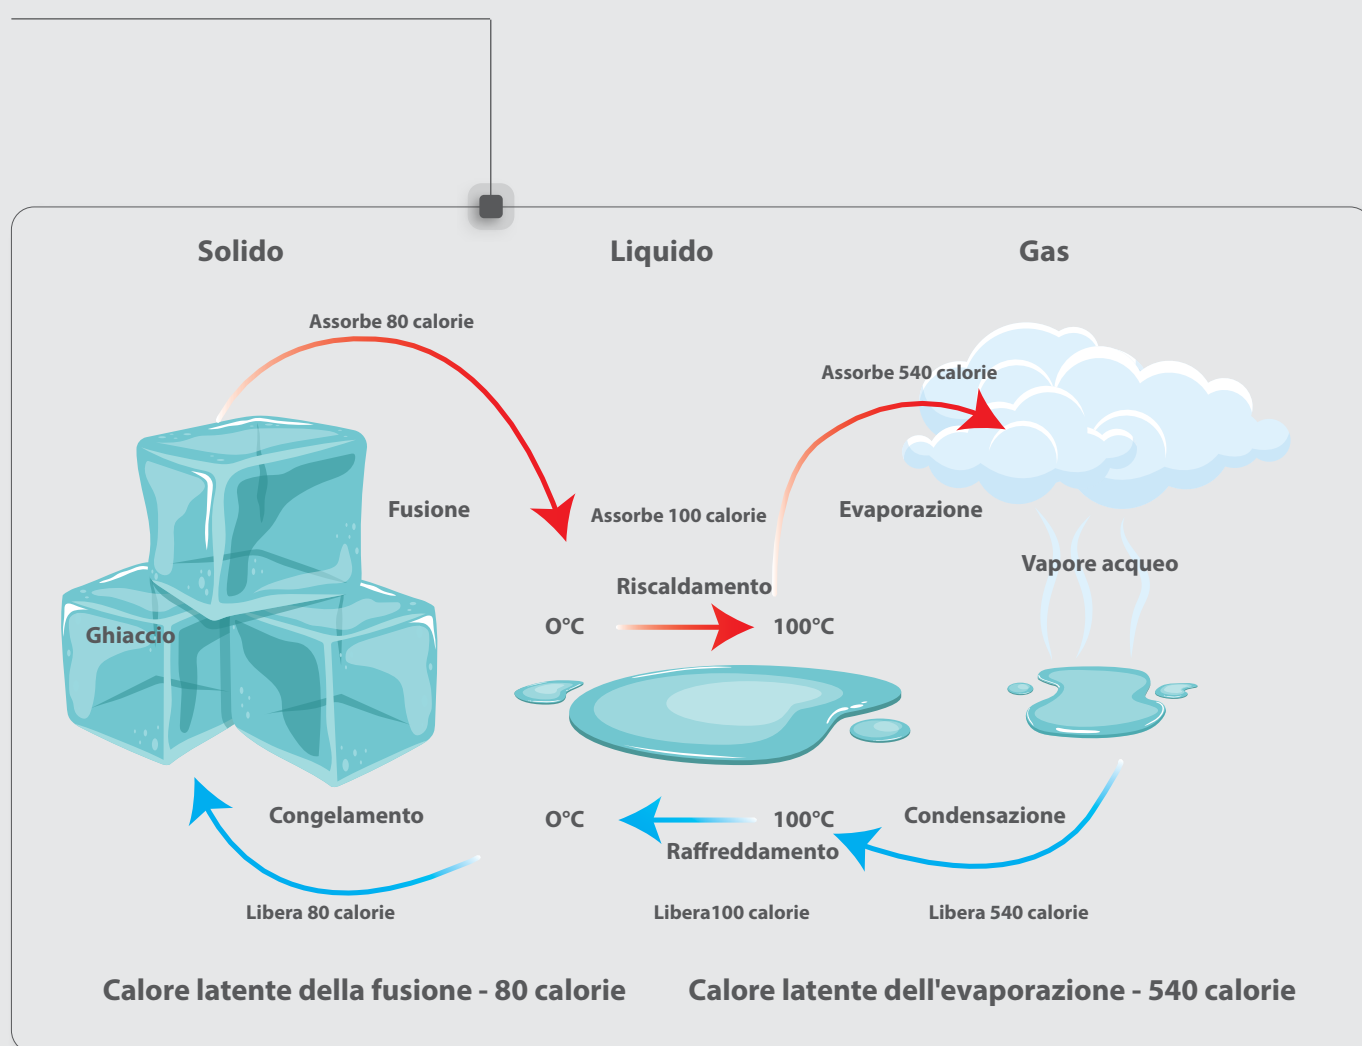 Solido
Liquido
Gas
Assorbe 80 calorie
Assorbe 540 calorie
Fusione
Assorbe 100 calorie
Evaporazione
Vapore acqueo
Riscaldamento
O°C
100°C
Ghiaccio
Congelamento
O°C
100°C
Condensazione
Raffreddamento
Libera 80 calorie
Libera100 calorie
Libera 540 calorie
Calore latente della fusione - 80 calorie
Calore latente dell'evaporazione - 540 calorie